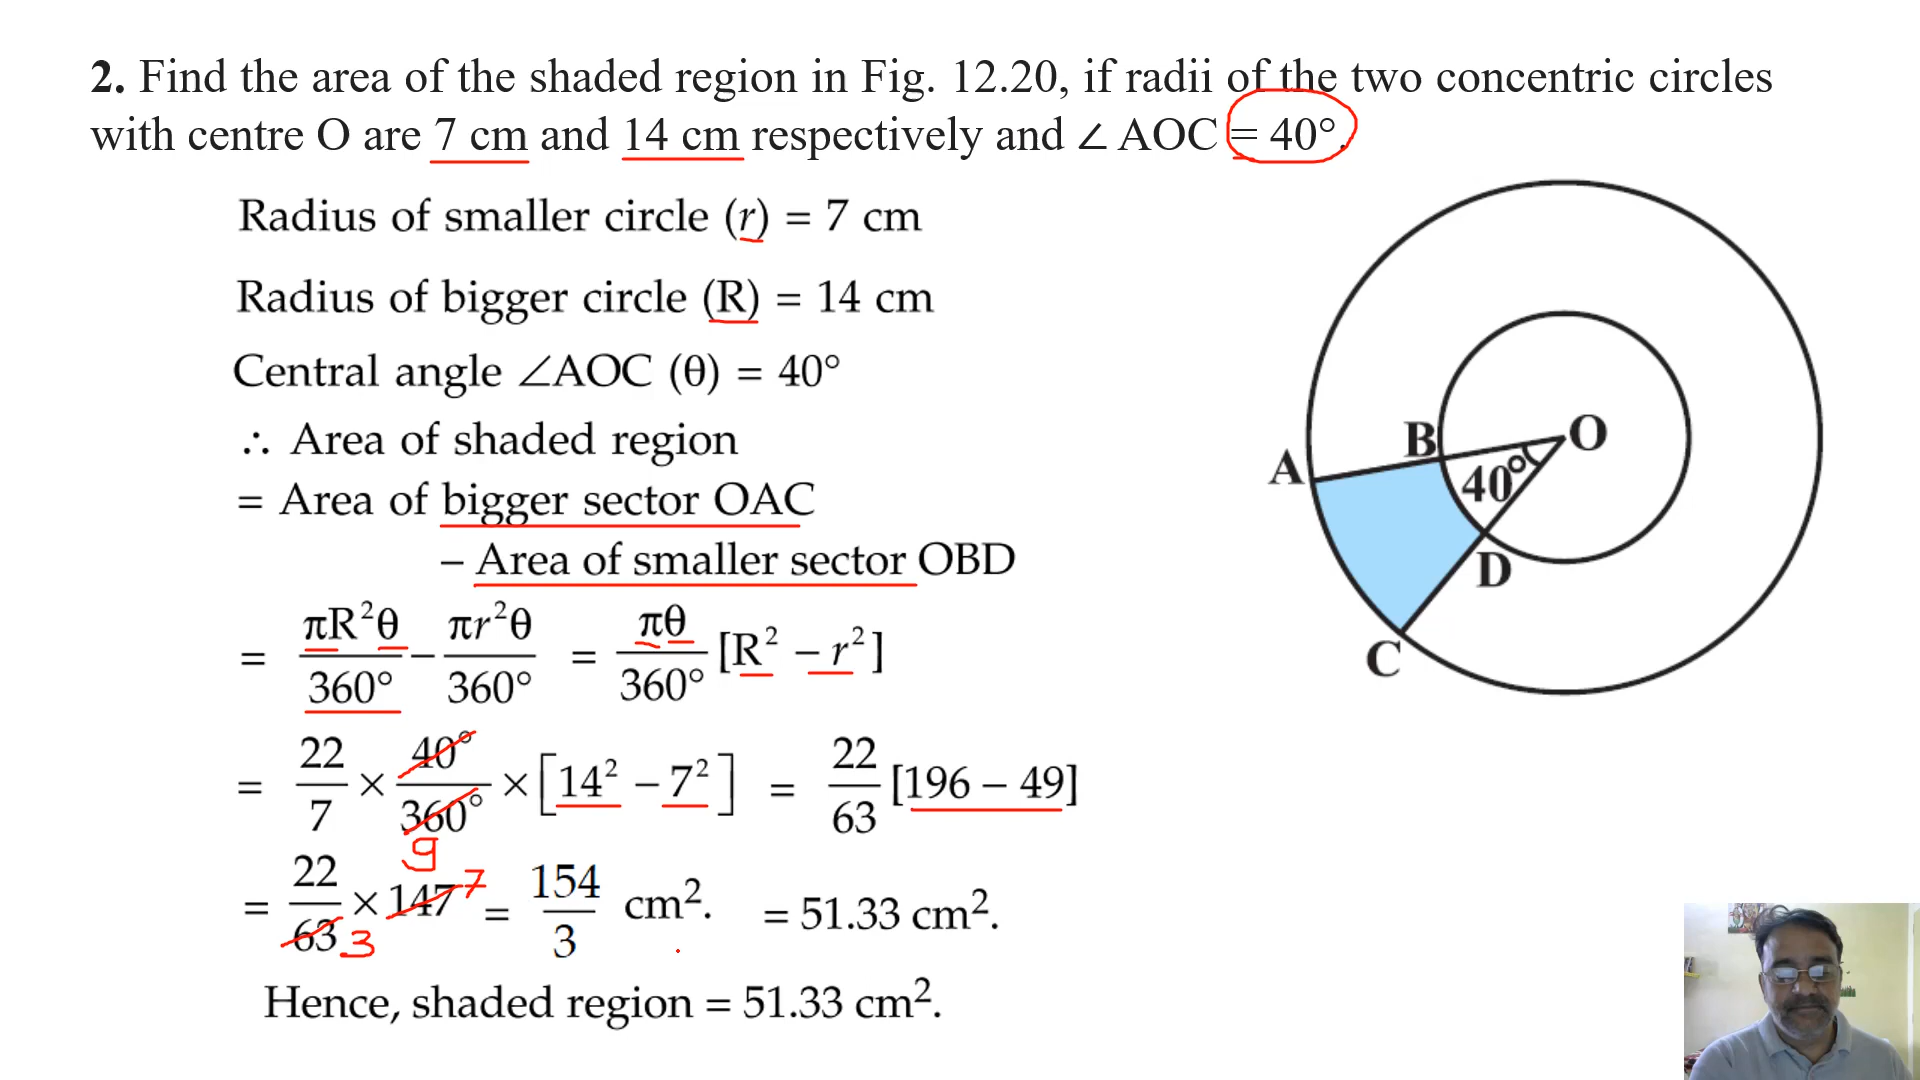 2. Find the area of the shaded region in Fig. 12.20, if radii of the two concentric circles
with centre O are 7 cm and 14 cm respectively and ∠ AOC = 40°.
Radius of smaller circle (r) = 7 cm
Radius of bigger circle (R) = 14 cm
Central angle ∠AOC (θ) = 40°
∴ Area of shaded region
= Area of bigger sector OAC
– Area of smaller sector OBD
= πR²θ/360° – πr²θ/360° = πθ/360° [R² – r²]
= 22/7 × 40°/360° × [14² – 7²] = 22/63 [196 – 49]
9
= 22/63 × 147 7 = 154/3 cm². = 51.33 cm².
3
Hence, shaded region = 51.33 cm².
O
B
A
40°
D
C